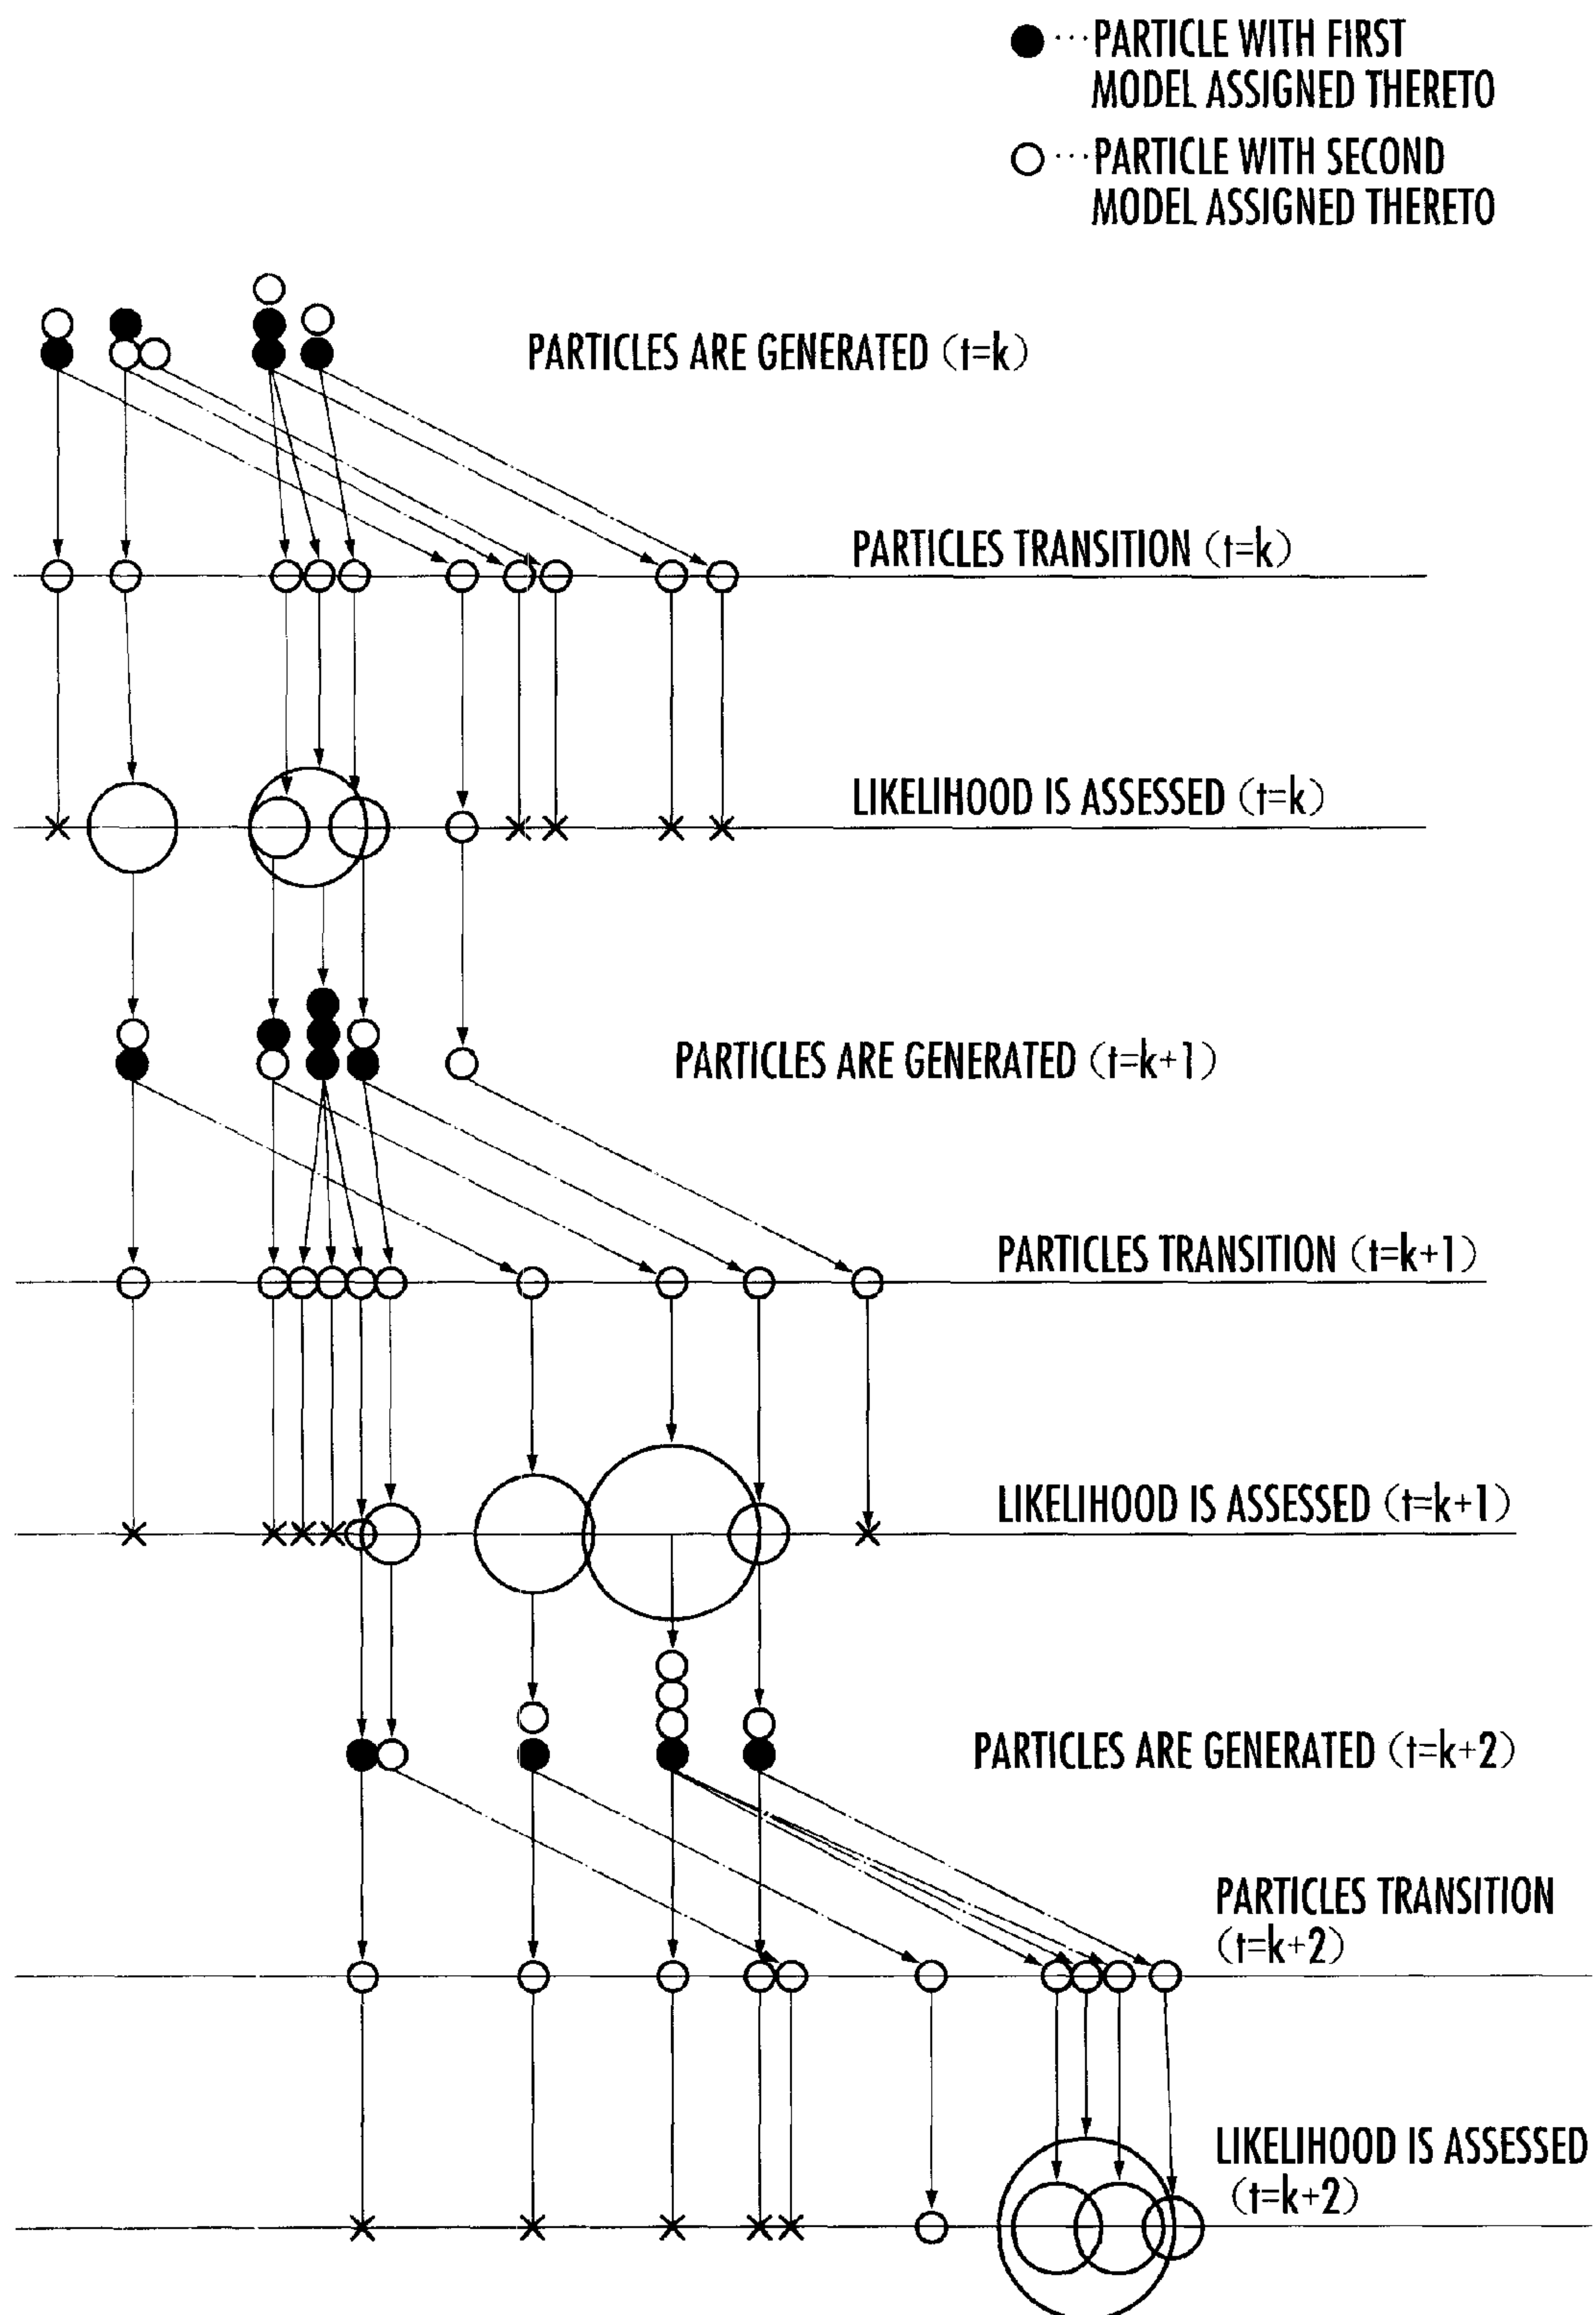 ● ···PARTICLE WITH FIRST
MODEL ASSIGNED THERETO
○ ···PARTICLE WITH SECOND
MODEL ASSIGNED THERETO
PARTICLES ARE GENERATED (t=k)
PARTICLES TRANSITION (t=k)
LIKELIHOOD IS ASSESSED (t=k)
PARTICLES ARE GENERATED (t=k+1)
PARTICLES TRANSITION (t=k+1)
LIKELIHOOD IS ASSESSED (t=k+1)
PARTICLES ARE GENERATED (t=k+2)
PARTICLES TRANSITION
(t=k+2)
LIKELIHOOD IS ASSESSED
(t=k+2)